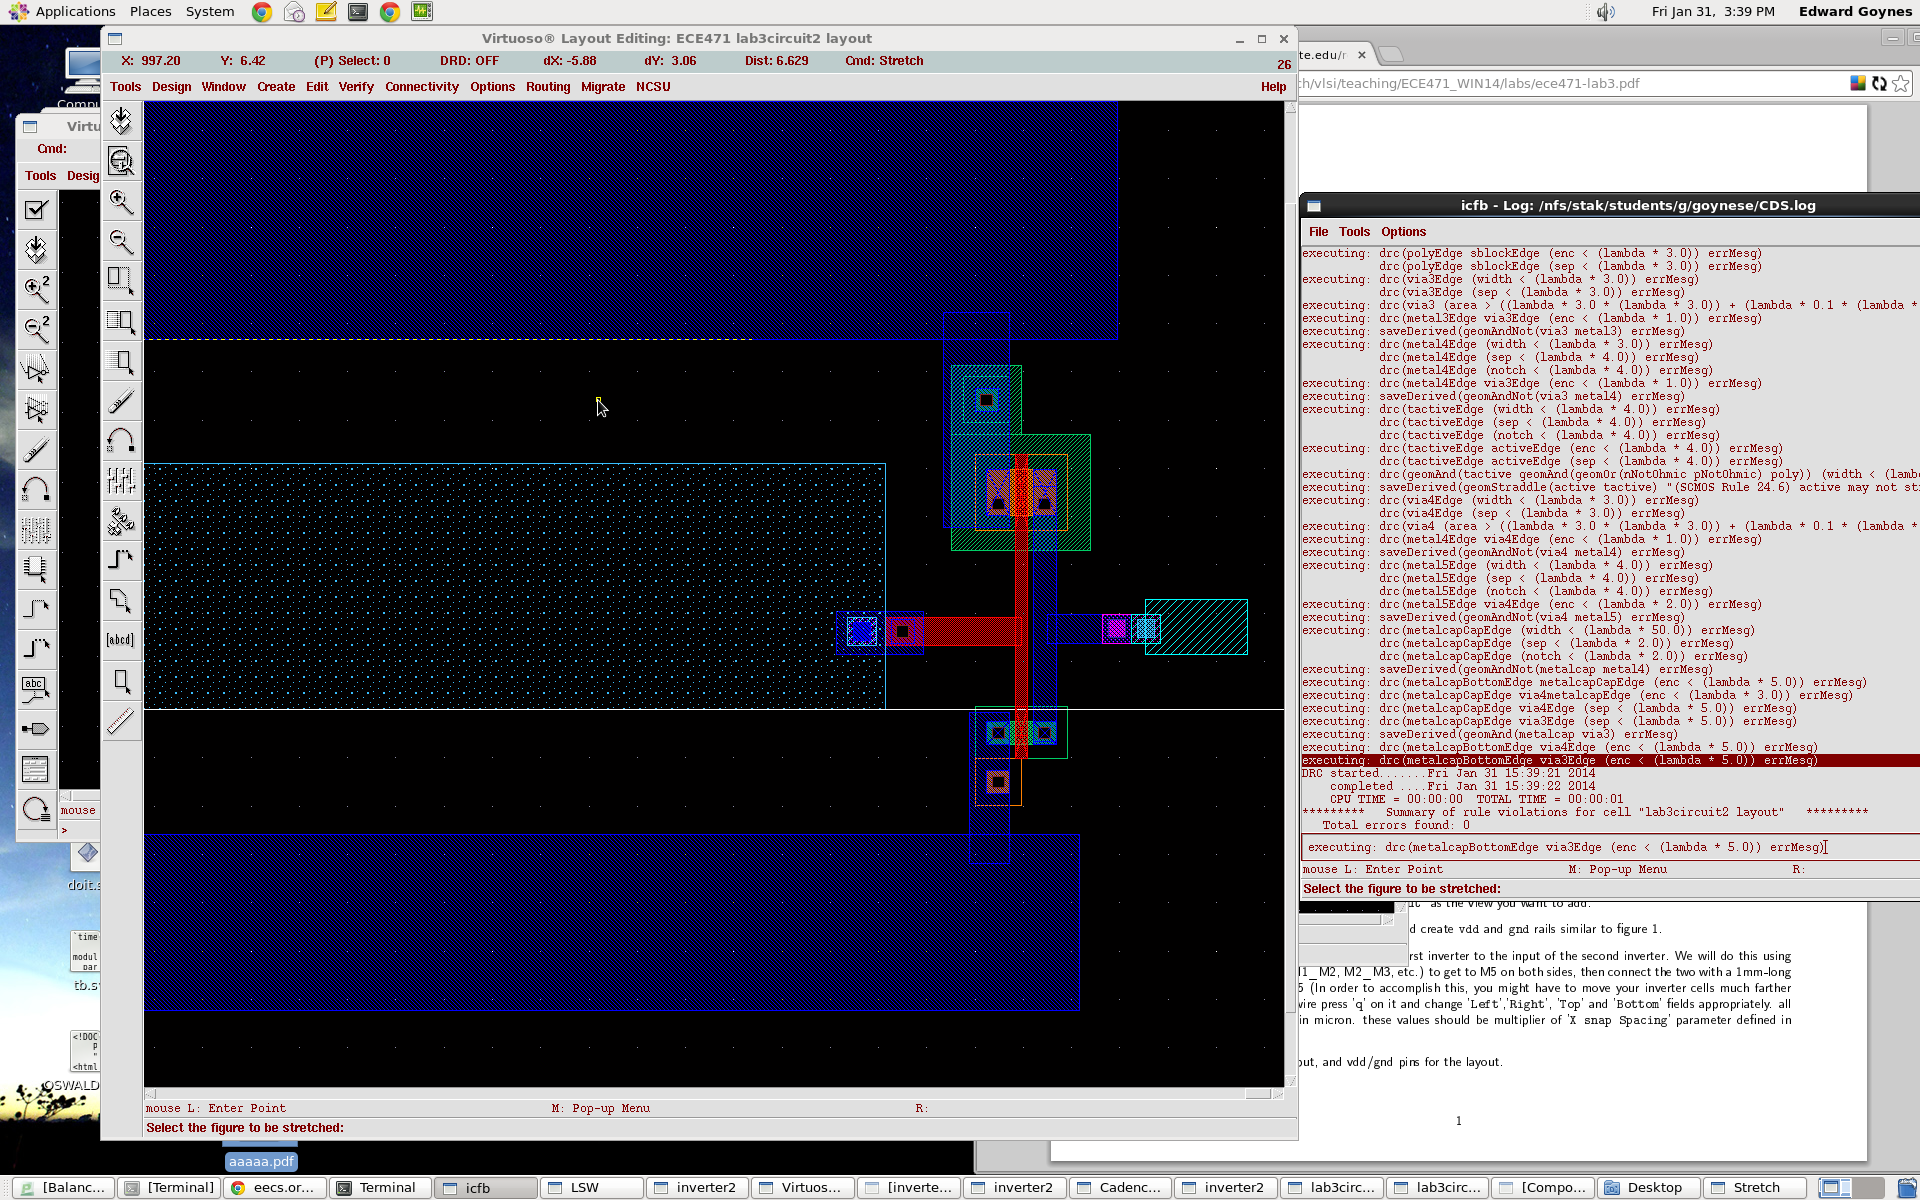 Applications Places System
Fri Jan 31, 3:39 PM Edward Goynes
Compu
Virtu
Cmd:
Tools Desig
mouse
>
doit.s
`time
modul
par
tb.sv
<!DOC
P
"
<html
OSWALD
aaaaa.pdf
Virtuoso® Layout Editing: ECE471 lab3circuit2 layout
X: 997.20 Y: 6.42 (P) Select: 0 DRD: OFF dX: -5.88 dY: 3.06 Dist: 6.629 Cmd: Stretch 26
Tools Design Window Create Edit Verify Connectivity Options Routing Migrate NCSU Help
[abcd]
abc
mouse L: Enter Point M: Pop-up Menu R:
Select the figure to be stretched:
te.edu/r
ch/vlsi/teaching/ECE471_WIN14/labs/ece471-lab3.pdf
icfb - Log: /nfs/stak/students/g/goynese/CDS.log
File Tools Options
executing: drc(polyEdge sblockEdge (enc < (lambda * 3.0)) errMesg)
drc(polyEdge sblockEdge (sep < (lambda * 3.0)) errMesg)
executing: drc(via3Edge (width < (lambda * 3.0)) errMesg)
drc(via3Edge (sep < (lambda * 3.0)) errMesg)
executing: drc(via3 (area > ((lambda * 3.0 * (lambda * 3.0)) + (lambda * 0.1 * (lambda *
executing: drc(metal3Edge via3Edge (enc < (lambda * 1.0)) errMesg)
executing: saveDerived(geomAndNot(via3 metal3) errMesg)
executing: drc(metal4Edge (width < (lambda * 3.0)) errMesg)
drc(metal4Edge (sep < (lambda * 4.0)) errMesg)
drc(metal4Edge (notch < (lambda * 4.0)) errMesg)
executing: drc(metal4Edge via3Edge (enc < (lambda * 1.0)) errMesg)
executing: saveDerived(geomAndNot(via3 metal4) errMesg)
executing: drc(tactiveEdge (width < (lambda * 4.0)) errMesg)
drc(tactiveEdge (sep < (lambda * 4.0)) errMesg)
drc(tactiveEdge (notch < (lambda * 4.0)) errMesg)
executing: drc(tactiveEdge activeEdge (enc < (lambda * 4.0)) errMesg)
drc(tactiveEdge activeEdge (sep < (lambda * 4.0)) errMesg)
executing: drc(geomAnd(tactive geomAnd(geomOr(nNotOhmic pNotOhmic) poly)) (width < (lamb
executing: saveDerived(geomStraddle(active tactive) "(SCMOS Rule 24.6) active may not st
executing: drc(via4Edge (width < (lambda * 3.0)) errMesg)
drc(via4Edge (sep < (lambda * 3.0)) errMesg)
executing: drc(via4 (area > ((lambda * 3.0 * (lambda * 3.0)) + (lambda * 0.1 * (lambda *
executing: drc(metal4Edge via4Edge (enc < (lambda * 1.0)) errMesg)
executing: saveDerived(geomAndNot(via4 metal4) errMesg)
executing: drc(metal5Edge (width < (lambda * 4.0)) errMesg)
drc(metal5Edge (sep < (lambda * 4.0)) errMesg)
drc(metal5Edge (notch < (lambda * 4.0)) errMesg)
executing: drc(metal5Edge via4Edge (enc < (lambda * 2.0)) errMesg)
executing: saveDerived(geomAndNot(via4 metal5) errMesg)
executing: drc(metalcapCapEdge (width < (lambda * 50.0)) errMesg)
drc(metalcapCapEdge (sep < (lambda * 2.0)) errMesg)
drc(metalcapCapEdge (notch < (lambda * 2.0)) errMesg)
executing: saveDerived(geomAndNot(metalcap metal4) errMesg)
executing: drc(metalcapBottomEdge metalcapCapEdge (enc < (lambda * 5.0)) errMesg)
executing: drc(metalcapCapEdge via4metalcapEdge (enc < (lambda * 3.0)) errMesg)
executing: drc(metalcapCapEdge via4Edge (sep < (lambda * 5.0)) errMesg)
executing: drc(metalcapCapEdge via3Edge (sep < (lambda * 5.0)) errMesg)
executing: saveDerived(geomAnd(metalcap via3) errMesg)
executing: drc(metalcapBottomEdge via4Edge (enc < (lambda * 5.0)) errMesg)
executing: drc(metalcapBottomEdge via3Edge (enc < (lambda * 5.0)) errMesg)
DRC started.......Fri Jan 31 15:39:21 2014
completed ....Fri Jan 31 15:39:22 2014
CPU TIME = 00:00:00 TOTAL TIME = 00:00:01
********* Summary of rule violations for cell "lab3circuit2 layout" *********
Total errors found: 0
executing: drc(metalcapBottomEdge via3Edge (enc < (lambda * 5.0)) errMesg)
mouse L: Enter Point M: Pop-up Menu R:
Select the figure to be stretched:
as the view you want to add.
d create vdd and gnd rails similar to figure 1.
rst inverter to the input of the second inverter. We will do this using
M1_M2, M2_M3, etc.) to get to M5 on both sides, then connect the two with a 1mm-long
5 (In order to accomplish this, you might have to move your inverter cells much farther
wire press 'q' on it and change 'Left','Right', 'Top' and 'Bottom' fields appropriately. all
in micron. these values should be multiplier of 'X snap Spacing' parameter defined in
out, and vdd/gnd pins for the layout.
1
[Balanc... [Terminal] eecs.or... Terminal icfb LSW inverter2 Virtuos... [inverte... inverter2 Cadenc... inverter2 lab3circ... lab3circ... [Compo... Desktop Stretch